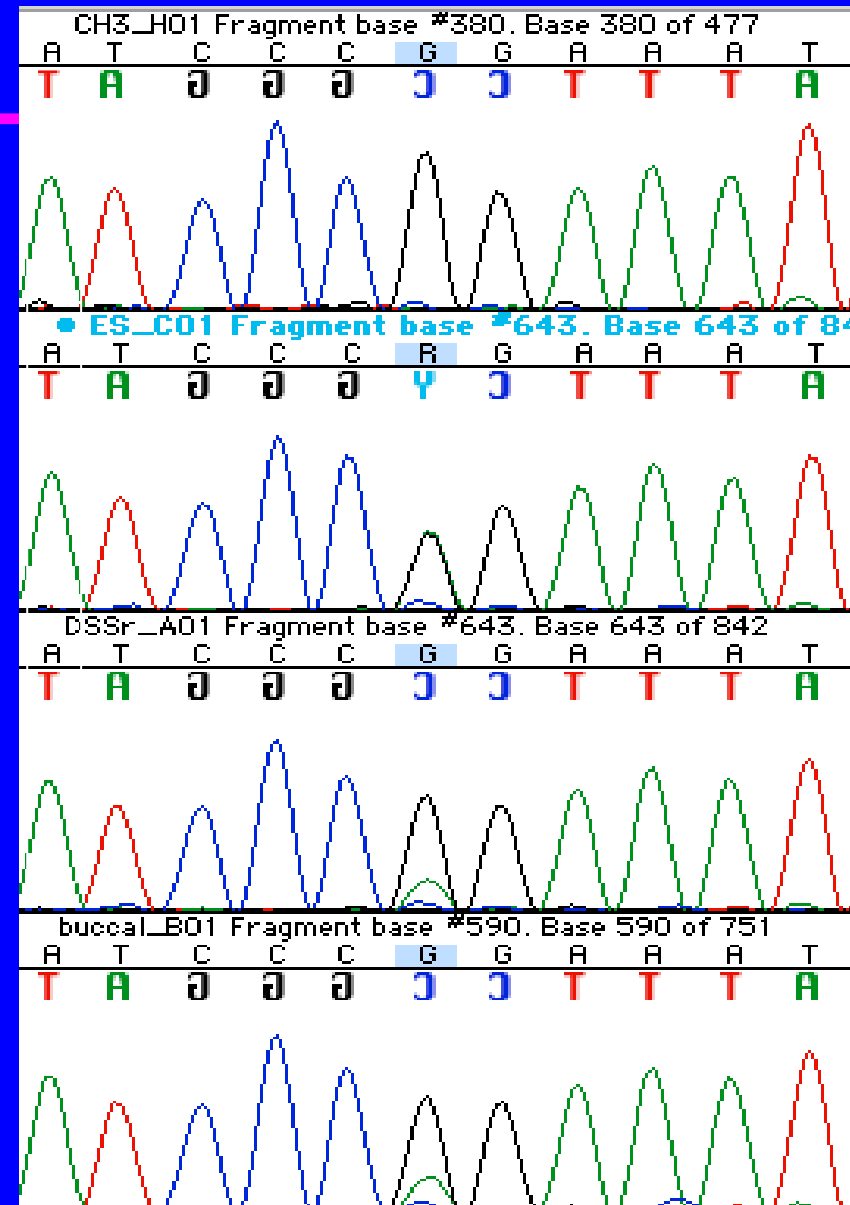 CH3_H01 Fragment base #380. Base 380 of 477
A T C C C G G A A A T
T A G G G C C T T T A
• ES_C01 Fragment base #643. Base 643 of 84
A T C C C R G A A A T
T A G G G Y C T T T A
DSSr_A01 Fragment base #643. Base 643 of 842
A T C C C G G A A A T
T A G G G C C T T T A
buccal_B01 Fragment base #590. Base 590 of 751
A T C C C G G A A A T
T A G G G C C T T T A